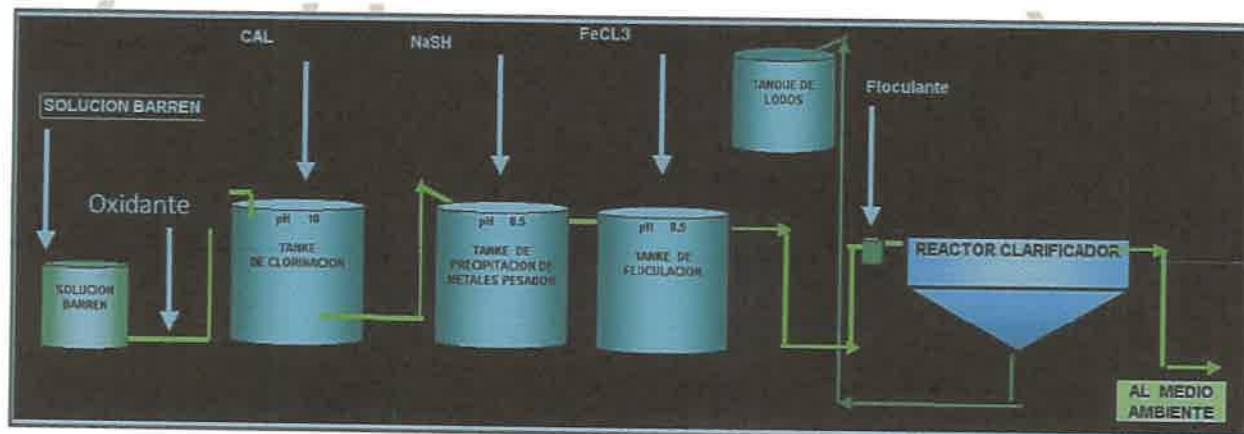 CAL
NaSH
FeCL3
SOLUCION BARREN
Oxidante
Floculante
TANQUE DE
LODOS
SOLUCION
BARREN
pH 10
TANKE
DE CLORINACION
pH 8.5
TANKE DE
PRECIPITACION DE
METALES PESADOS
pH 8.5
TANKE DE
FLOCULACION
REACTOR CLARIFICADOR
AL MEDIO
AMBIENTE